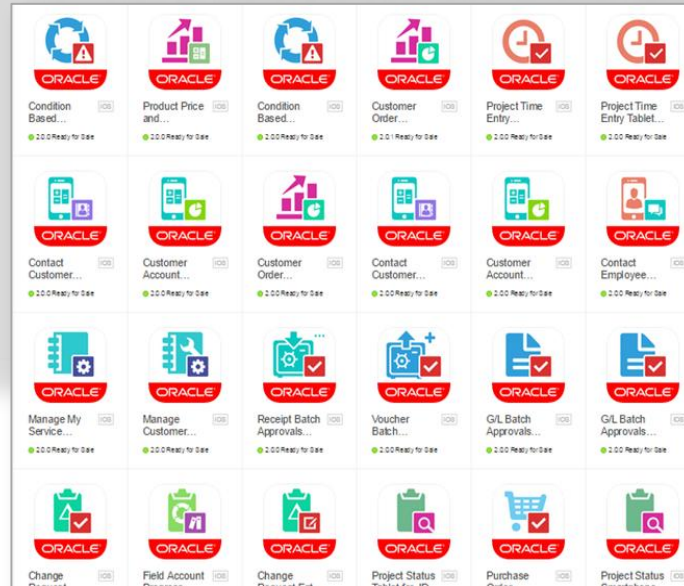 ORACLE ORACLE ORACLE ORACLE ORACLE ORACLE
Condition iOS Product Price iOS Condition iOS Customer iOS Project Time iOS Project Time iOS
Based... and... Based... Order... Entry... Entry Tablet...
2.0.0 Ready for Sale 2.0.0 Ready for Sale 2.0.0 Ready for Sale 2.0.1 Ready for Sale 2.0.0 Ready for Sale 2.0.0 Ready for Sale
ORACLE ORACLE ORACLE ORACLE ORACLE ORACLE
Contact iOS Customer iOS Customer iOS Contact iOS Customer iOS Contact iOS
Customer... Account... Order... Customer... Account... Employee...
2.0.0 Ready for Sale 2.0.0 Ready for Sale 2.0.0 Ready for Sale 2.0.0 Ready for Sale 2.0.0 Ready for Sale 2.0.0 Ready for Sale
ORACLE ORACLE ORACLE ORACLE ORACLE ORACLE
Manage My iOS Manage iOS Receipt Batch iOS Voucher iOS G/L Batch iOS G/L Batch iOS
Service... Customer... Approvals... Batch... Approvals... Approvals...
2.0.0 Ready for Sale 2.0.0 Ready for Sale 2.0.0 Ready for Sale 2.0.0 Ready for Sale 2.0.0 Ready for Sale 2.0.0 Ready for Sale
ORACLE ORACLE ORACLE ORACLE ORACLE ORACLE
Change iOS Field Account iOS Change iOS Project Status iOS Purchase iOS Project Status iOS